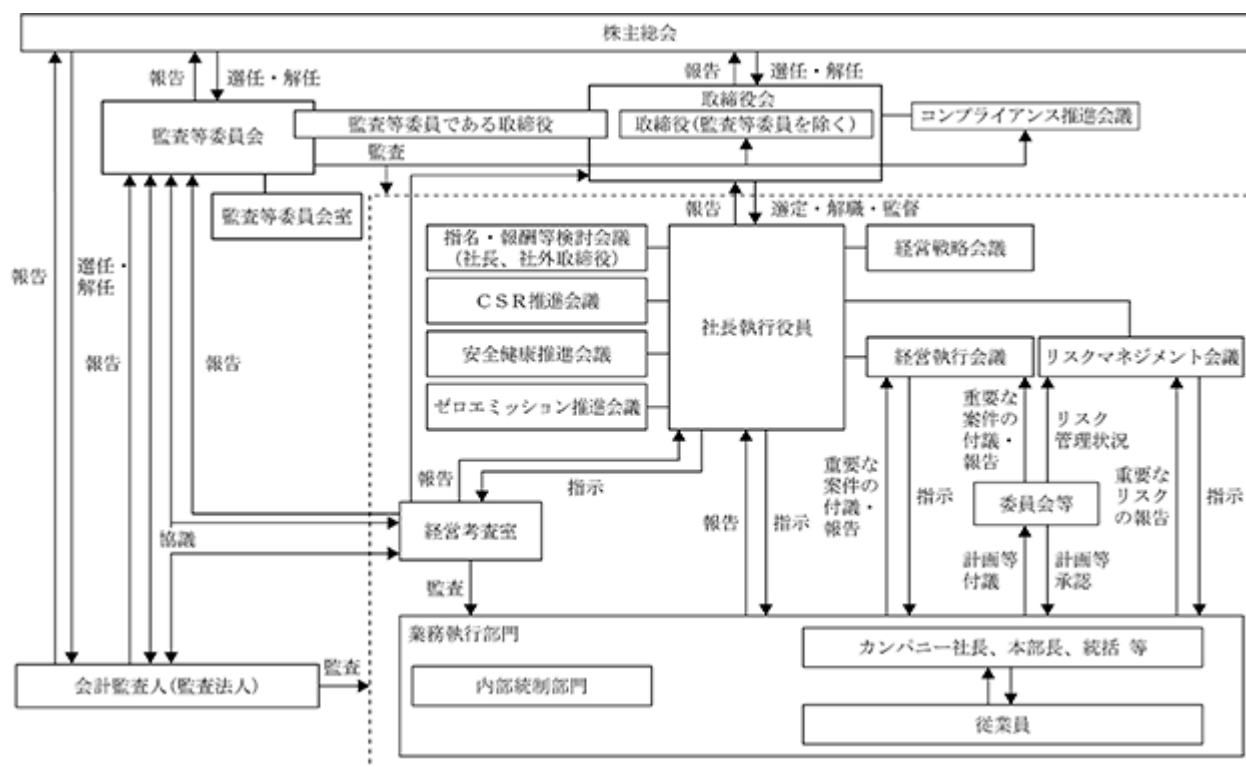 株主総会
報告
選任・解任
報告
選任・解任
監査等委員会
監査等委員である取締役
取締役会
取締役(監査等委員を除く)
コンプライアンス推進会議
監査
監査等委員会室
報告
選定・解職・監督
指名・報酬等検討会議
(社長、社外取締役)
経営戦略会議
報告
選任・
解任
CSR推進会議
社長執行役員
安全健康推進会議
経営執行会議
リスクマネジメント会議
報告
報告
ゼロエミッション推進会議
重要な
案件の
付議・
報告
リスク
管理状況
報告
指示
重要な
案件の
付議・
報告
指示
委員会等
重要な
リスク
の報告
指示
経営考査室
協議
報告
指示
計画等
付議
計画等
承認
監査
業務執行部門
カンパニー社長、本部長、統括 等
会計監査人(監査法人)
監査
内部統制部門
従業員